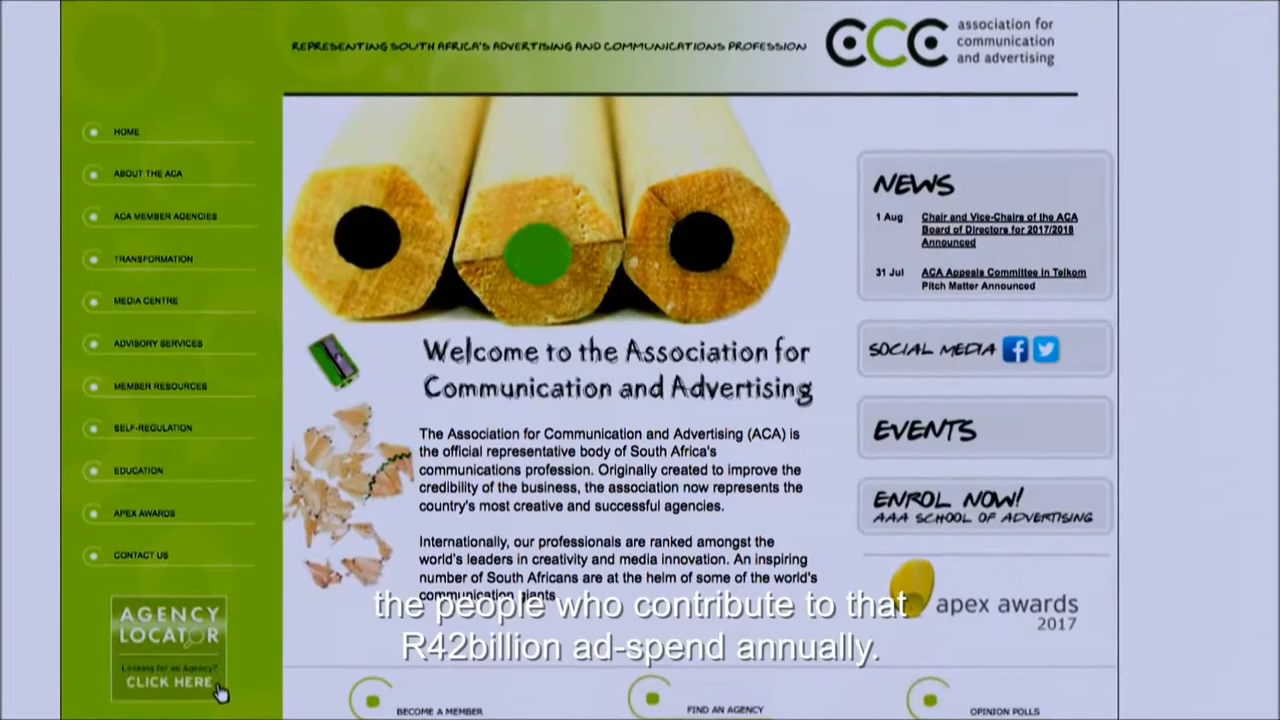 REPRESENTING SOUTH AFRICA'S ADVERTISING AND COMMUNICATIONS PROFESSION
association for
communication
and advertising
HOME
ABOUT THE ACA
ACA MEMBER AGENCIES
TRANSFORMATION
MEDIA CENTRE
ADVISORY SERVICES
MEMBER RESOURCES
SELF-REGULATION
EDUCATION
APEX AWARDS
CONTACT US
AGENCY
LOCATOR
Looking for an Agency?
CLICK HERE
Welcome to the Association for
Communication and Advertising
The Association for Communication and Advertising (ACA) is
the official representative body of South Africa's
communications profession. Originally created to improve the
credibility of the business, the association now represents the
country's most creative and successful agencies.
Internationally, our professionals are ranked amongst the
world's leaders in creativity and media innovation. An inspiring
number of South Africans are at the helm of some of the world's
communication giants
NEWS
1 Aug Chair and Vice-Chairs of the ACA
Board of Directors for 2017/2018
Announced
31 Jul ACA Appeals Committee in Telkom
Pitch Matter Announced
SOCIAL MEDIA
EVENTS
ENROL NOW!
AAA SCHOOL OF ADVERTISING
apex awards
2017
the people who contribute to that
R42billion ad-spend annually.
BECOME A MEMBER
FIND AN AGENCY
OPINION POLLS